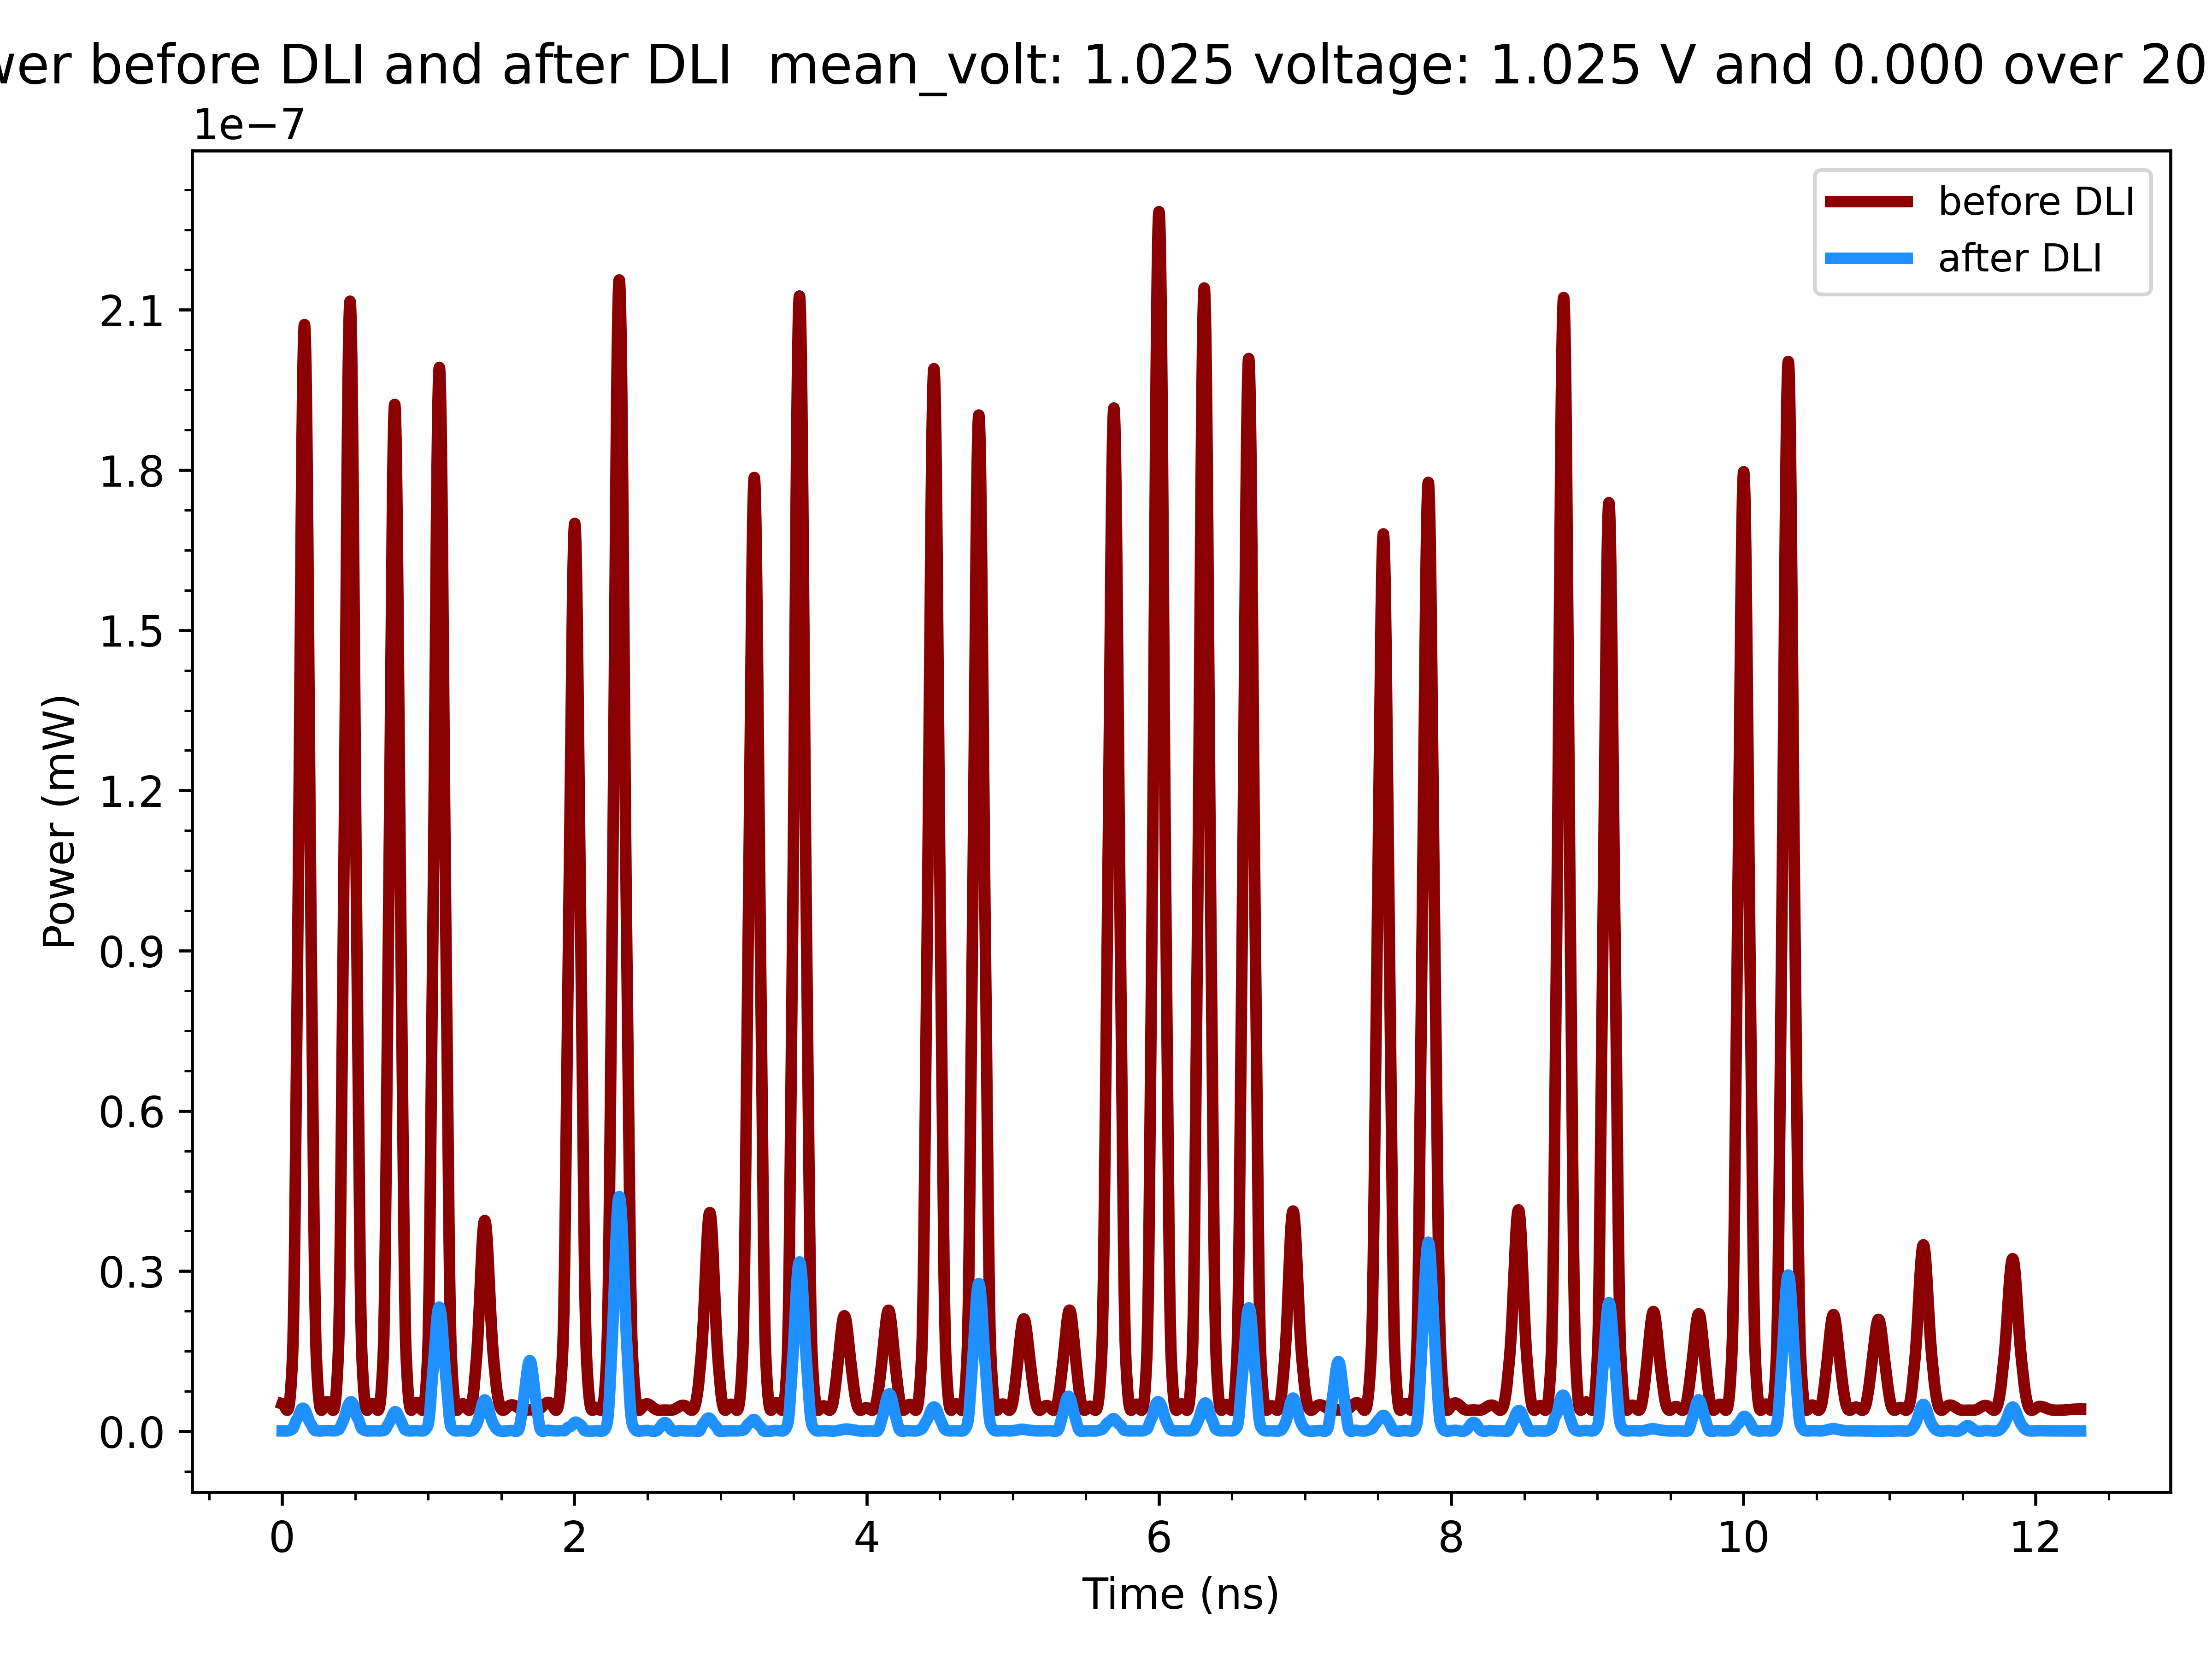 before DLI and after DLI  mean_volt: 1.025 voltage: 1.025 V and 0.000 over 20
1e−7
before DLI
after DLI
2.1
1.8
1.5
1.2
0.9
0.6
0.3
0.0
Power (mW)
0 2 4 6 8 10 12
Time (ns)